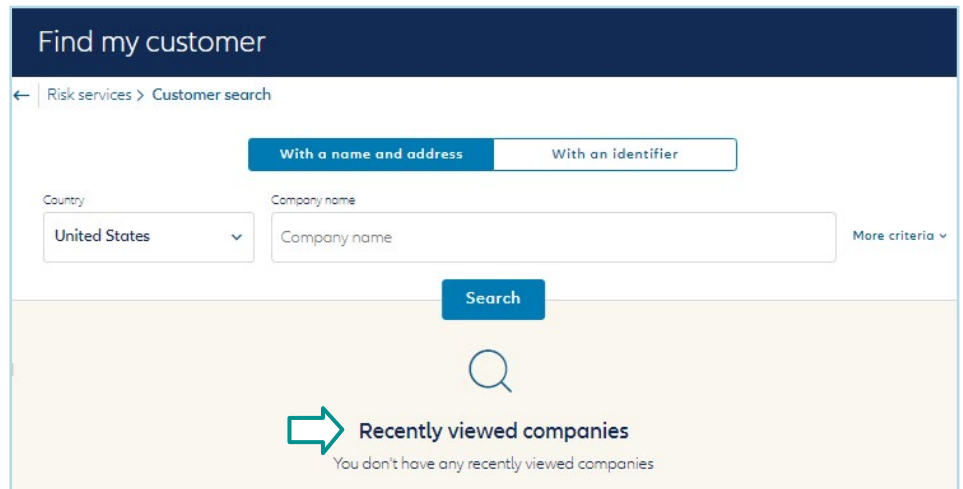 Find my customer
← Risk services > Customer search
With a name and address With an identifier
Country Company name
United States Company name More criteria
Search
Recently viewed companies
You don't have any recently viewed companies